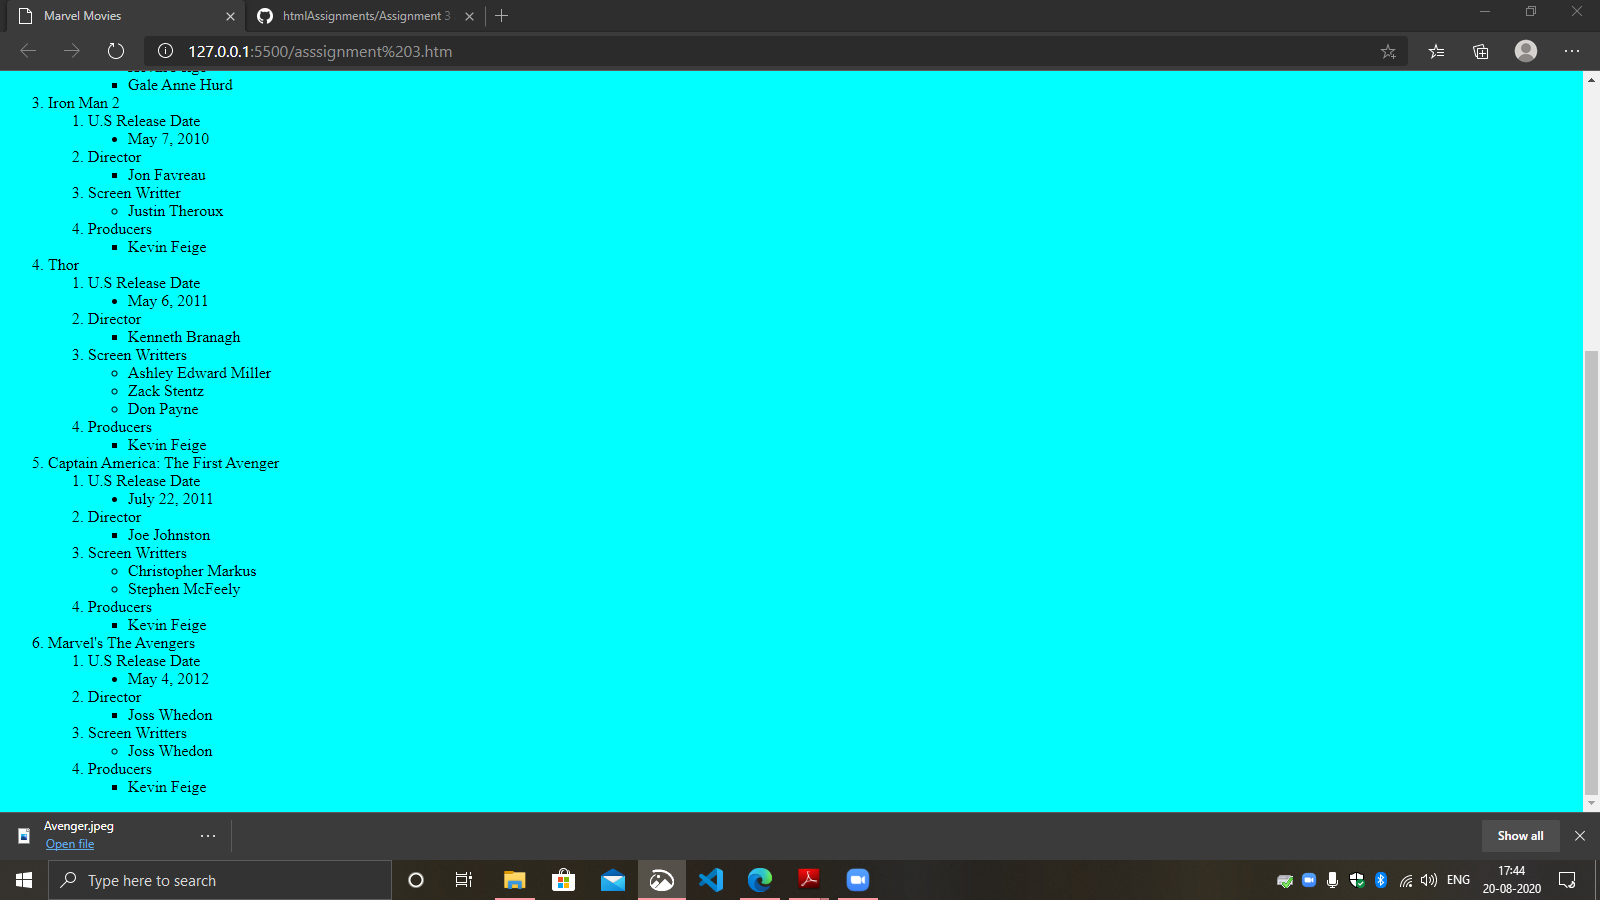 Marvel Movies
htmlAssignments/Assignment 3
127.0.0.1:5500/asssignment%203.htm
Gale Anne Hurd
3. Iron Man 2
1. U.S Release Date
May 7, 2010
2. Director
Jon Favreau
3. Screen Writter
Justin Theroux
4. Producers
Kevin Feige
4. Thor
1. U.S Release Date
May 6, 2011
2. Director
Kenneth Branagh
3. Screen Writters
Ashley Edward Miller
Zack Stentz
Don Payne
4. Producers
Kevin Feige
5. Captain America: The First Avenger
1. U.S Release Date
July 22, 2011
2. Director
Joe Johnston
3. Screen Writters
Christopher Markus
Stephen McFeely
4. Producers
Kevin Feige
6. Marvel's The Avengers
1. U.S Release Date
May 4, 2012
2. Director
Joss Whedon
3. Screen Writters
Joss Whedon
4. Producers
Kevin Feige
Avenger.jpeg
Open file
Show all
Type here to search
ENG
17:44
20-08-2020